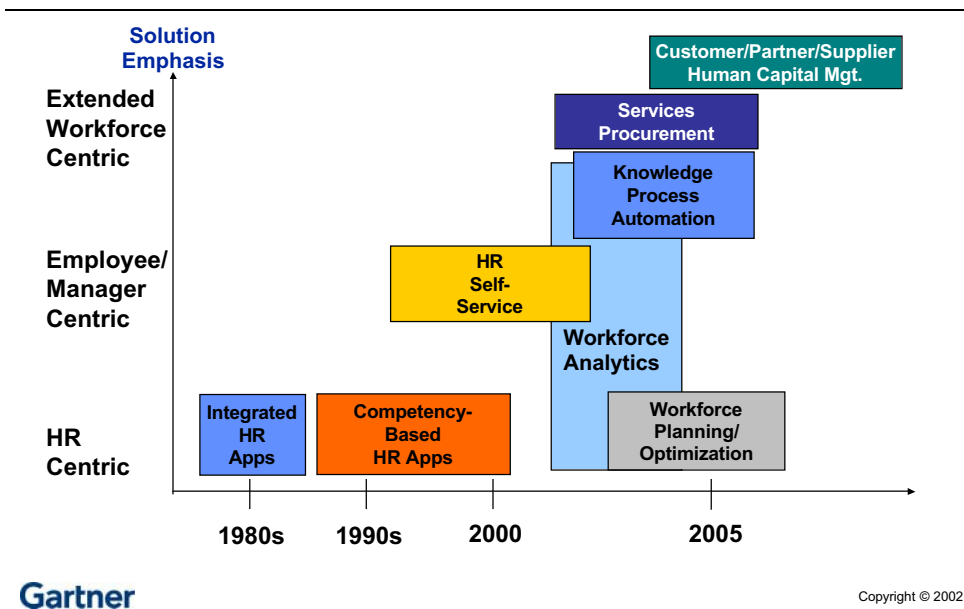 Solution
Emphasis
Customer/Partner/Supplier
Human Capital Mgt.
Extended
Workforce
Centric
Services
Procurement
Knowledge
Process
Automation
Employee/
Manager
Centric
HR
Self-
Service
Workforce
Analytics
HR
Centric
Integrated
HR
Apps
Competency-
Based
HR Apps
Workforce
Planning/
Optimization
1980s
1990s
2000
2005
Gartner
Copyright © 2002